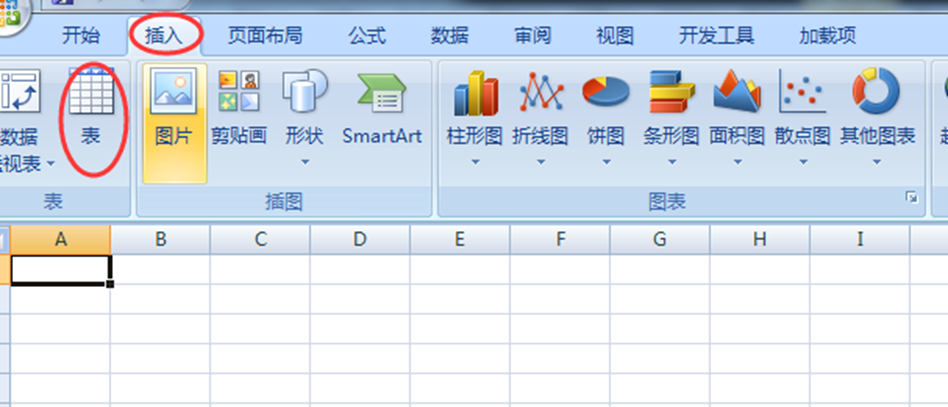 开始 插入 页面布局 公式 数据 审阅 视图 开发工具 加载项
数据 表 图片 剪贴画 形状 SmartArt 柱形图 折线图 饼图 条形图 面积图 散点图 其他图表
视表
表 插图 图表
A B C D E F G H I